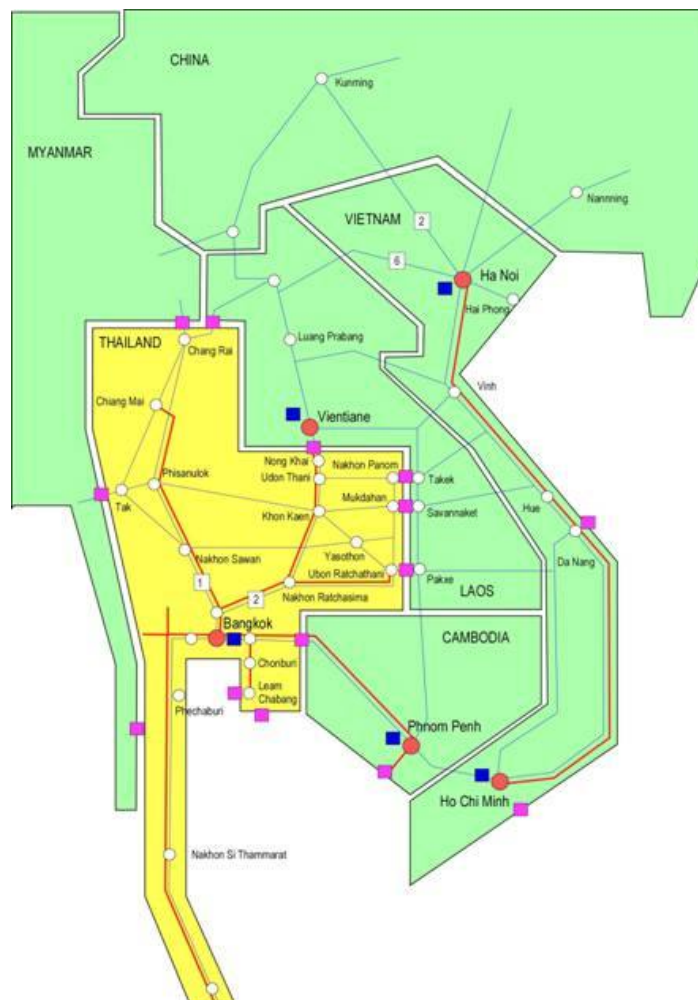 CHINA
Kunming
MYANMAR
Nannning
VIETNAM
2
6
Ha Noi
Hai Phong
THAILAND
Chang Rai
Luang Prabang
Chiang Mai
Vinh
Vientiane
Nong Khai
Nakhon Panom
Udon Thani
Takek
Phisanulok
Mukdahan
Tak
Khon Kaen
Savannaket
Hue
Nakhon Sawan
Yasothon
Da Nang
Ubon Ratchathani
Pakxe
1
2
Nakhon Ratchasima
LAOS
Bangkok
CAMBODIA
Chonburi
Leam
Chabang
Phechaburi
Phnom Penh
Ho Chi Minh
Nakhon Si Thammarat